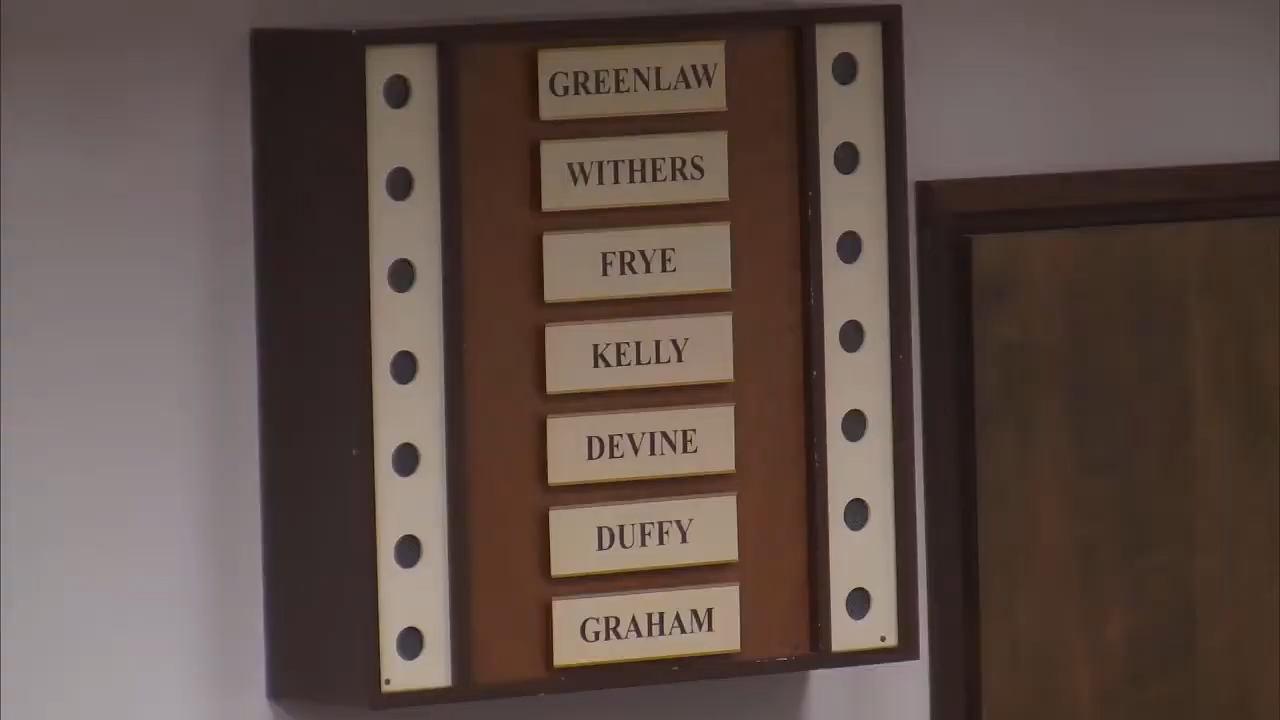 GREENLAW
WITHERS
FRYE
KELLY
DEVINE
DUFFY
GRAHAM